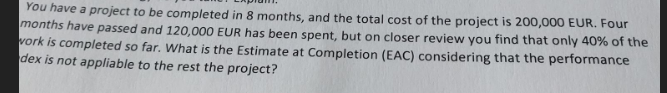 You have a project to be completed in 8 months, and the total cost of the project is 200,000 EUR. Four
months have passed and 120,000 EUR has been spent, but on closer review you find that only 40% of the
work is completed so far. What is the Estimate at Completion (EAC) considering that the performance
dex is not appliable to the rest the project?